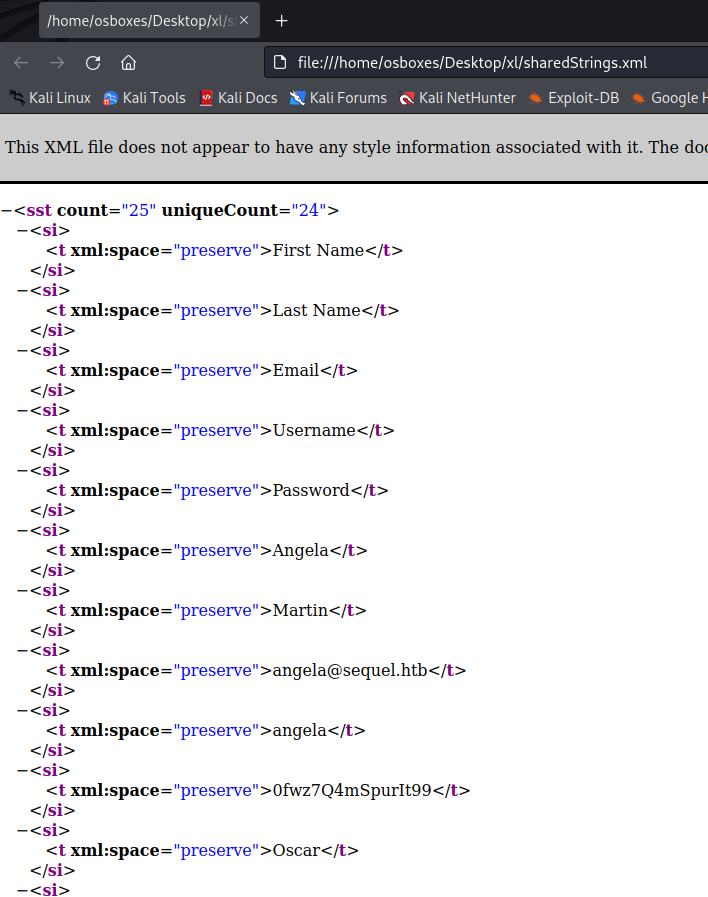 /home/osboxes/Desktop/xl/s
file:///home/osboxes/Desktop/xl/sharedStrings.xml
Kali Linux Kali Tools Kali Docs Kali Forums Kali NetHunter Exploit-DB Google H
This XML file does not appear to have any style information associated with it. The doc
−<sst count="25" uniqueCount="24">
−<si>
<t xml:space="preserve">First Name</t>
</si>
−<si>
<t xml:space="preserve">Last Name</t>
</si>
−<si>
<t xml:space="preserve">Email</t>
</si>
−<si>
<t xml:space="preserve">Username</t>
</si>
−<si>
<t xml:space="preserve">Password</t>
</si>
−<si>
<t xml:space="preserve">Angela</t>
</si>
−<si>
<t xml:space="preserve">Martin</t>
</si>
−<si>
<t xml:space="preserve">angela@sequel.htb</t>
</si>
−<si>
<t xml:space="preserve">angela</t>
</si>
−<si>
<t xml:space="preserve">0fwz7Q4mSpurIt99</t>
</si>
−<si>
<t xml:space="preserve">Oscar</t>
</si>
−<si>